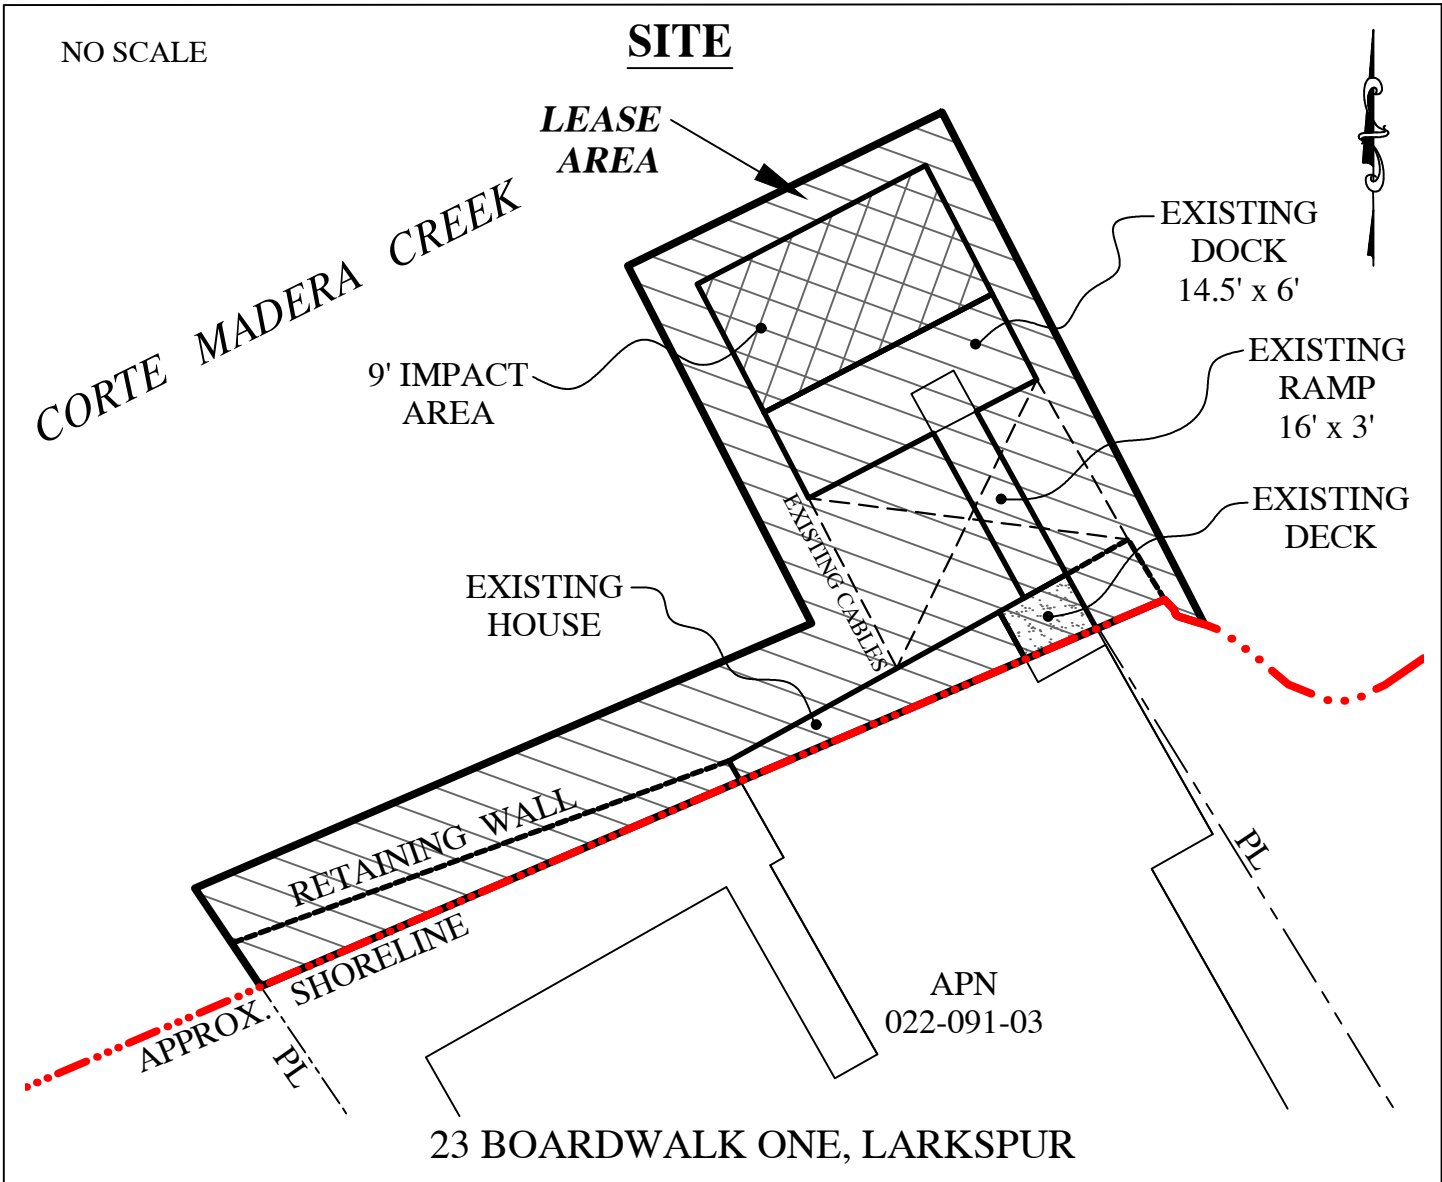 NO SCALE
SITE
LEASE
AREA
CORTE MADERA CREEK
EXISTING
DOCK
14.5' x 6'
9' IMPACT
AREA
EXISTING
RAMP
16' x 3'
EXISTING
DECK
EXISTING CABLES
EXISTING
HOUSE
RETAINING WALL
APPROX. SHORELINE
PL
PL
APN
022-091-03
23 BOARDWALK ONE, LARKSPUR